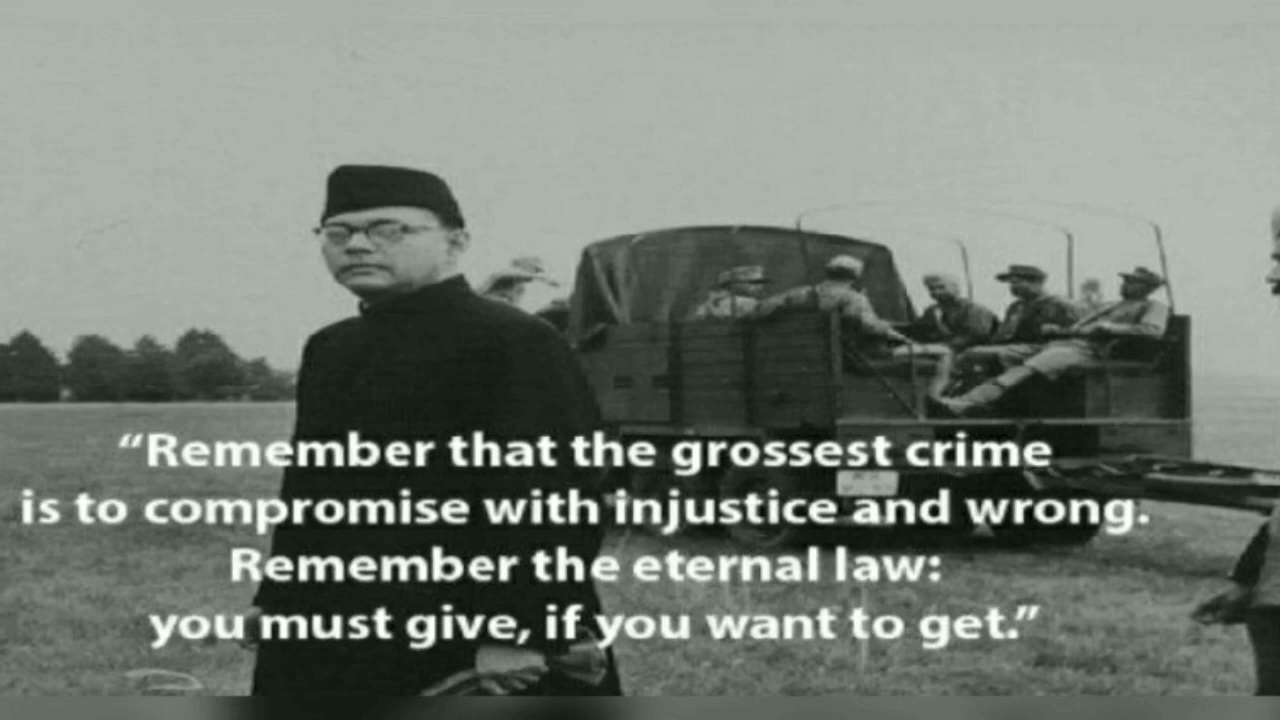 “Remember that the grossest crime
is to compromise with injustice and wrong.
Remember the eternal law:
you must give, if you want to get.”